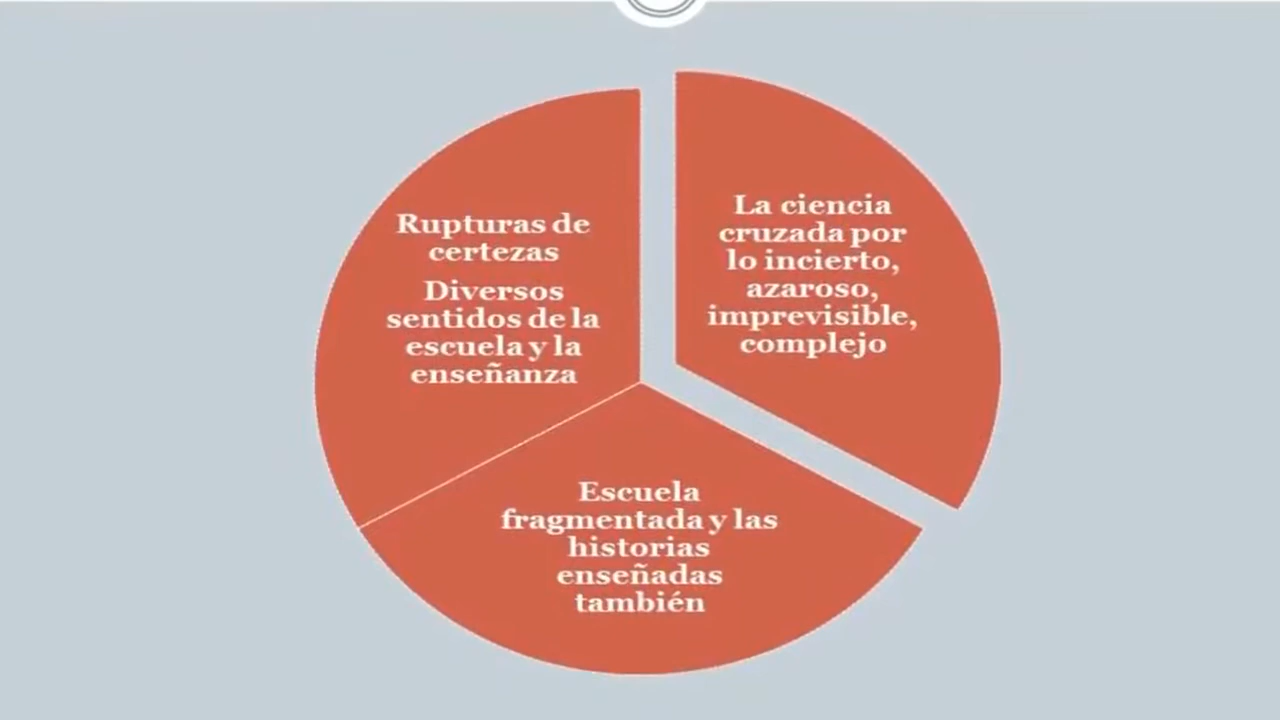 Rupturas de
certezas
Diversos
sentidos de la
escuela y la
enseñanza
La ciencia
cruzada por
lo incierto,
azaroso,
imprevisible,
complejo
Escuela
fragmentada y las
historias
enseñadas
también